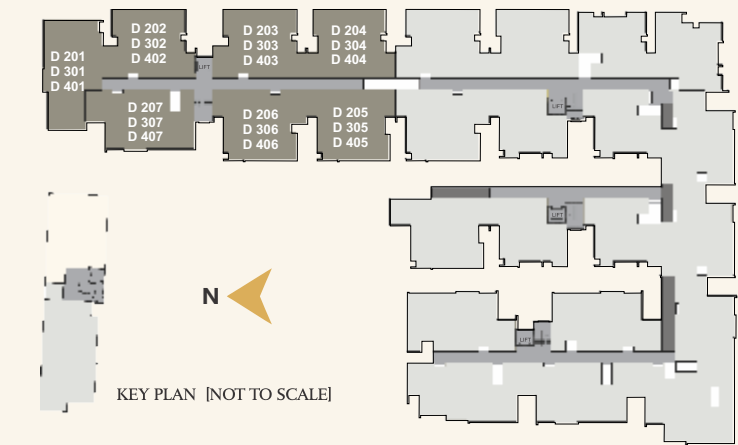 D 201
D 301
D 401
D 202
D 302
D 402
D 203
D 303
D 403
D 204
D 304
D 404
LIFT
D 207
D 307
D 407
D 206
D 306
D 406
D 205
D 305
D 405
LIFT
LIFT
N
LIFT
KEY PLAN [NOT TO SCALE]